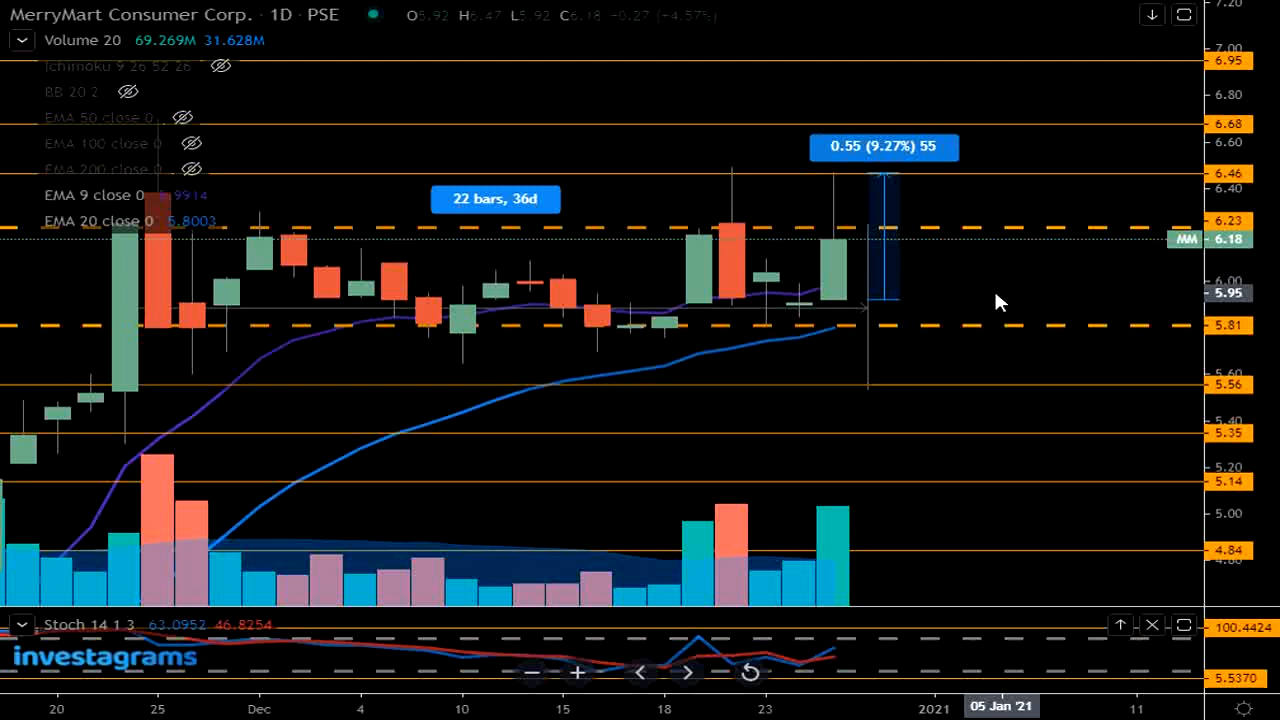 MerryMart Consumer Corp. · 1D · PSE O5.92 H6.47 L5.92 C6.18 +0.27 (+4.57%)
Volume 20 69.269M 31.628M
Ichimoku 9 26 52 26
BB 20 2
EMA 50 close 0
EMA 100 close 0
EMA 200 close 0
EMA 9 close 0 5.9914
EMA 20 close 0 5.8003
22 bars, 36d
0.55 (9.27%) 55
7.20
7.00
6.95
6.80
6.68
6.60
6.46
6.40
6.23
MM 6.18
6.00
5.95
5.81
5.60
5.56
5.40
5.35
5.20
5.14
5.00
4.84
4.80
Stoch 14 1 3 63.0952 46.8254
100.4424
5.5370
investagrams
20 25 Dec 4 10 15 18 23 2021 05 Jan '21 11